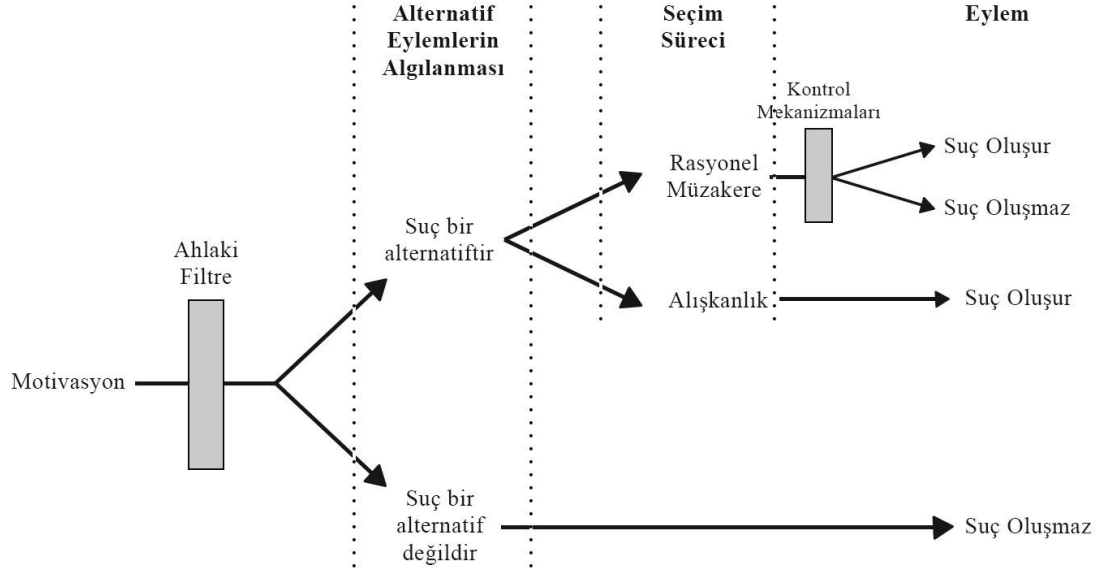 Alternatif
Eylemlerin
Algılanması
Seçim
Süreci
Eylem
Kontrol
Mekanizmaları
Suç Oluşur
Rasyonel
Müzakere
Suç Oluşmaz
Suç bir
alternatiftir
Ahlaki
Filtre
Alışkanlık
Suç Oluşur
Motivasyon
Suç bir
alternatif
değildir
Suç Oluşmaz